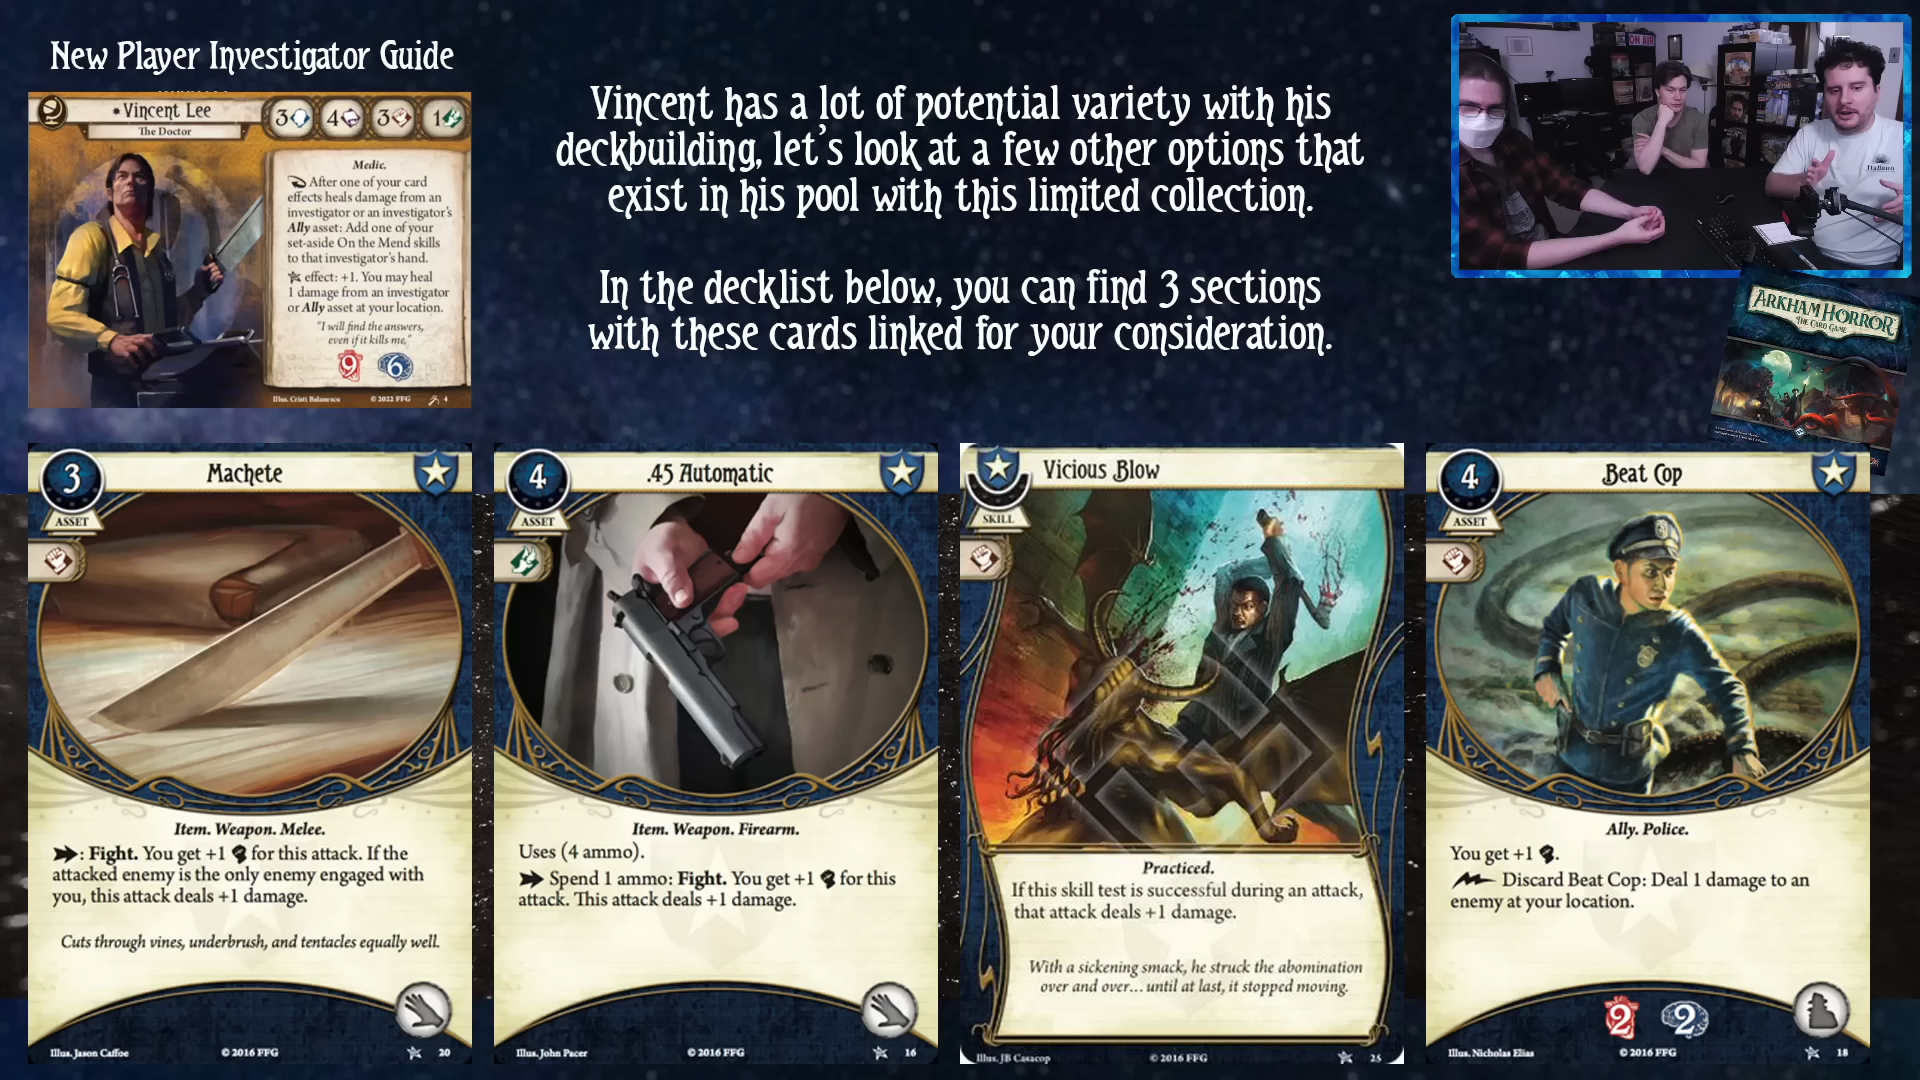 New Player Investigator Guide
Vincent Lee
The Doctor
3 4 3 1
Medic.
After one of your card
effects heals damage from an
investigator or an investigator's
Ally asset: Add one of your
set-aside On the Mend skills
to that investigator's hand.
effect: +1. You may heal
1 damage from an investigator
or Ally asset at your location.
"I will find the answers,
even if it kills me."
9 6
Illus. Cristi Balanescu © 2022 FFG 4
Vincent has a lot of potential variety with his
deckbuilding, let's look at a few other options that
exist in his pool with this limited collection.
In the decklist below, you can find 3 sections
with these cards linked for your consideration.
ON AIR
Italiano
ARKHAM HORROR
THE CARD GAME
3
Machete
ASSET
Item. Weapon. Melee.
: Fight. You get +1 for this attack. If the
attacked enemy is the only enemy engaged with
you, this attack deals +1 damage.
Cuts through vines, underbrush, and tentacles equally well.
Illus. Jason Caffoe © 2016 FFG 20
4
.45 Automatic
ASSET
Item. Weapon. Firearm.
Uses (4 ammo).
Spend 1 ammo: Fight. You get +1 for this
attack. This attack deals +1 damage.
Illus. John Pacer © 2016 FFG 16
Vicious Blow
SKILL
Practiced.
If this skill test is successful during an attack,
that attack deals +1 damage.
With a sickening smack, he struck the abomination
over and over… until at last, it stopped moving.
Illus. JB Casacop © 2016 FFG 25
4
Beat Cop
ASSET
Ally. Police.
You get +1 .
Discard Beat Cop: Deal 1 damage to an
enemy at your location.
2 2
Illus. Nicholas Elias © 2016 FFG 18